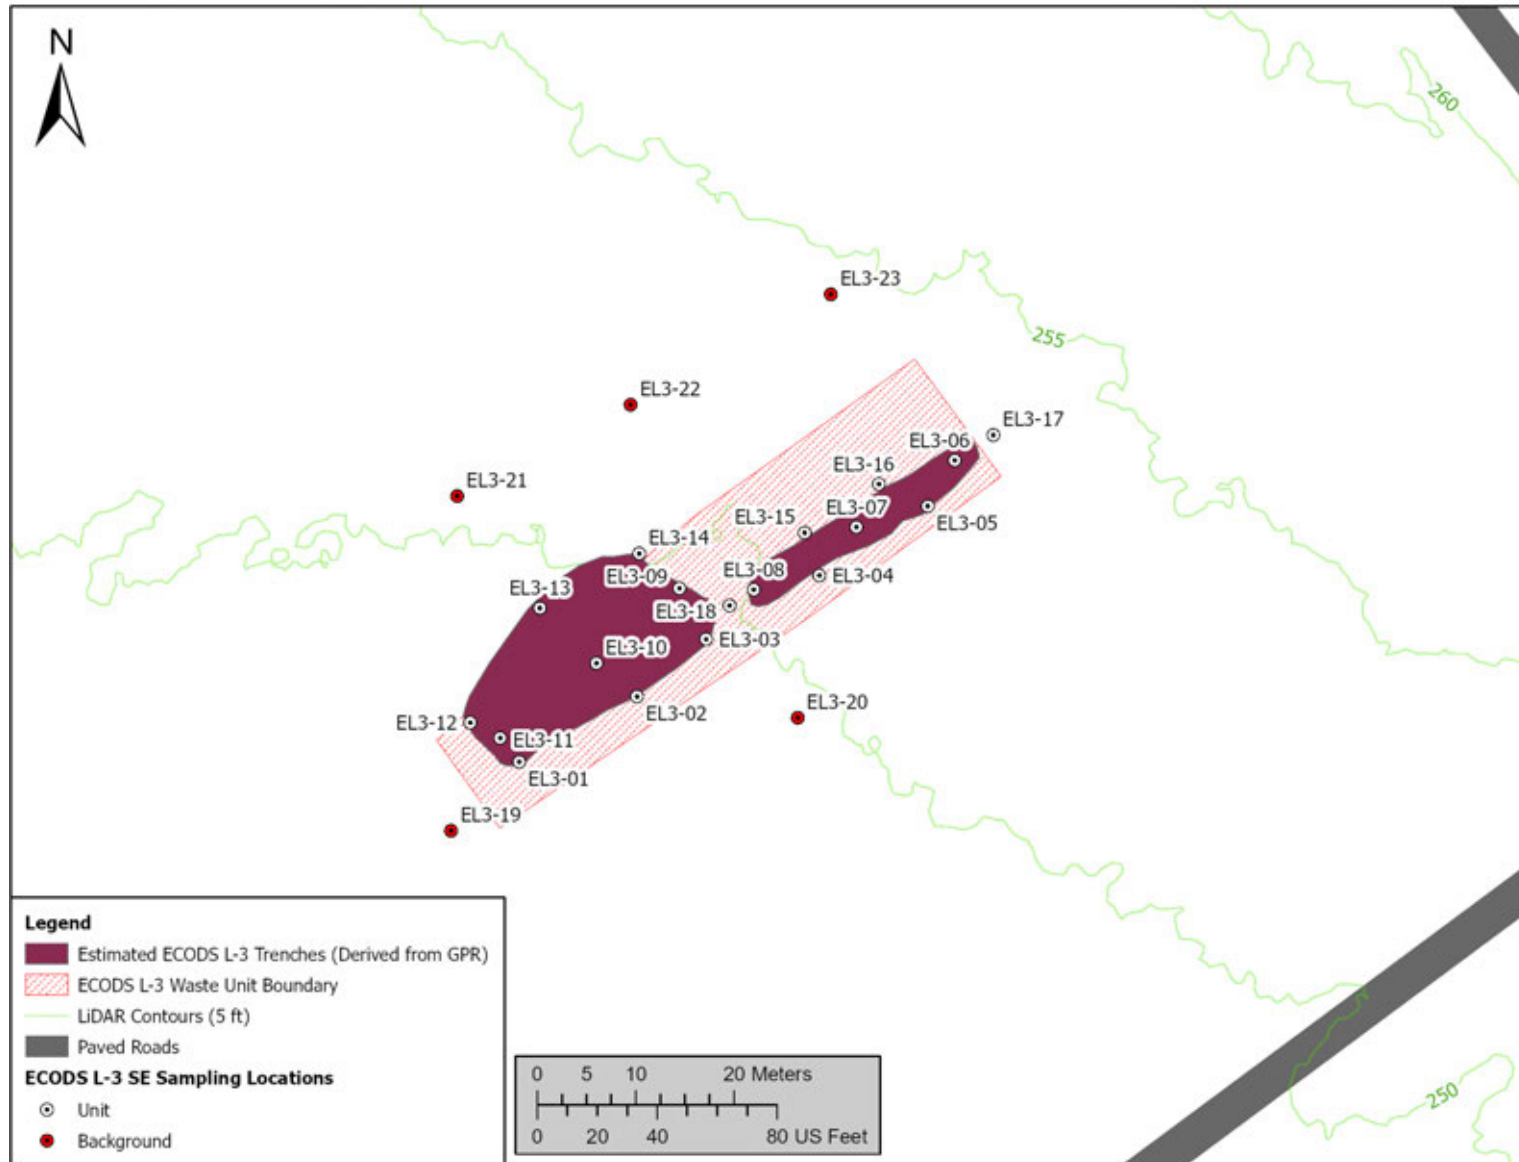 N
260
EL3-23
255
EL3-22
EL3-17
EL3-06
EL3-16
EL3-21
EL3-07
EL3-15
EL3-05
EL3-14
EL3-09
EL3-08
EL3-04
EL3-13
EL3-18
EL3-03
EL3-10
EL3-02
EL3-20
EL3-12
EL3-11
EL3-01
EL3-19
250
Legend
Estimated ECODS L-3 Trenches (Derived from GPR)
ECODS L-3 Waste Unit Boundary
LiDAR Contours (5 ft)
Paved Roads
ECODS L-3 SE Sampling Locations
Unit
Background
0 5 10 20 Meters
0 20 40 80 US Feet